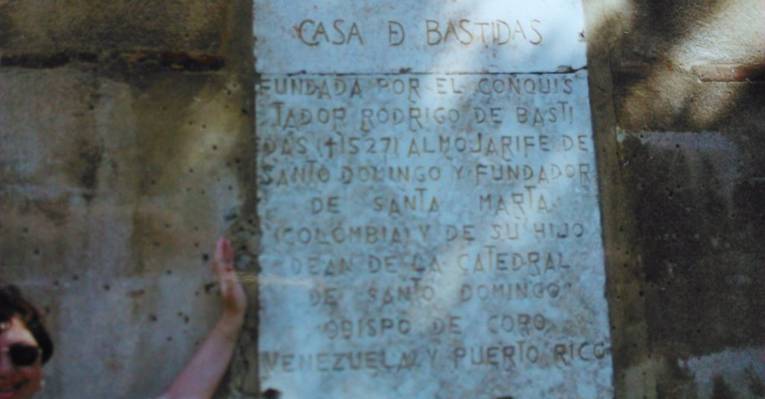 CASA Đ BASTIDAS
FUNDADA POR EL CONQUIS
TADOR RODRIGO DE BASTI
DAS (†1527) ALMOJARIFE DE
SANTO DOMINGO Y FUNDADOR
DE SANTA MARTA
(COLOMBIA) Y DE SU HIJO
DEAN DE LA CATEDRAL
DE SANTO DOMINGO
OBISPO DE CORO
VENEZUELA) Y PUERTO RICO